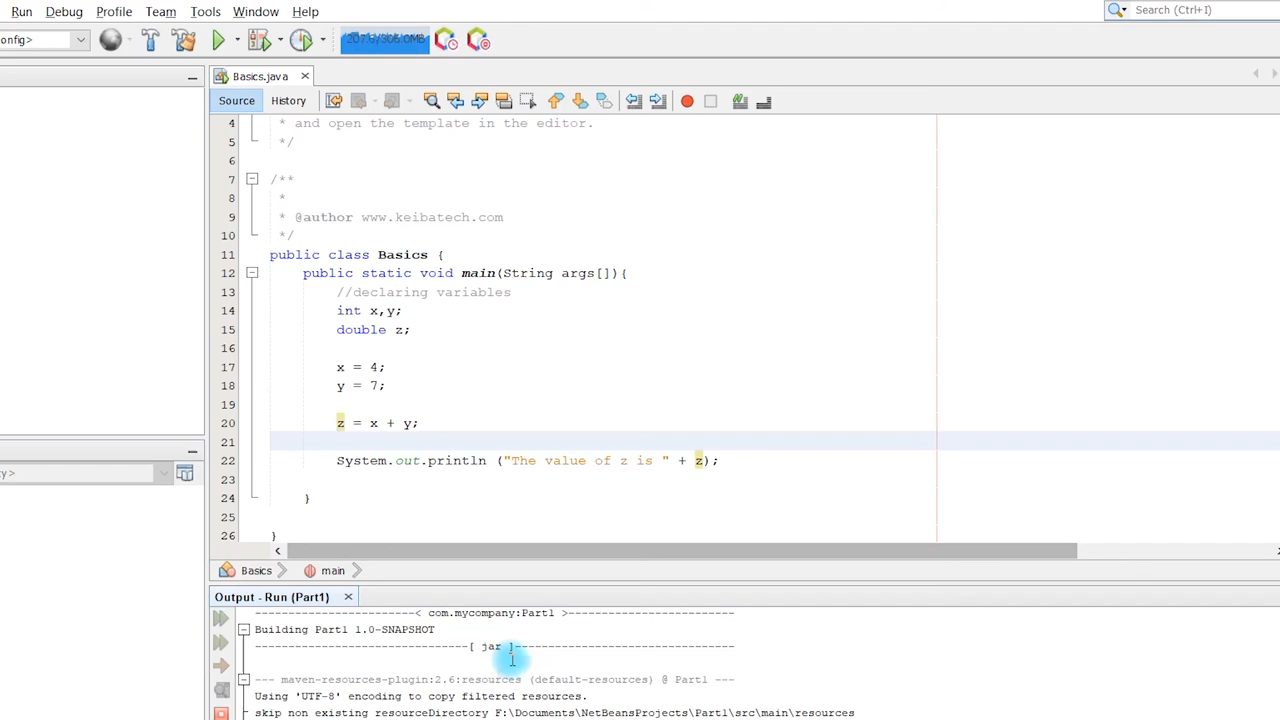 Run Debug Profile Team Tools Window Help
Search (Ctrl+I)
onfig>
207.6/306.0MB
Basics.java
Source History
4 * and open the template in the editor.
5 */
6
7 /**
8 *
9 * @author www.keibatech.com
10 */
11 public class Basics {
12 public static void main(String args[]){
13 //declaring variables
14 int x,y;
15 double z;
16
17 x = 4;
18 y = 7;
19
20 z = x + y;
21
22 System.out.println ("The value of z is " + z);
23
24 }
25
26 }
Basics main
Output - Run (Part1)
------------------------< com.mycompany:Part1 >-------------------------
Building Part1 1.0-SNAPSHOT
--------------------------------[ jar ]---------------------------------
--- maven-resources-plugin:2.6:resources (default-resources) @ Part1 ---
Using 'UTF-8' encoding to copy filtered resources.
skip non existing resourceDirectory F:\Documents\NetBeansProjects\Part1\src\main\resources